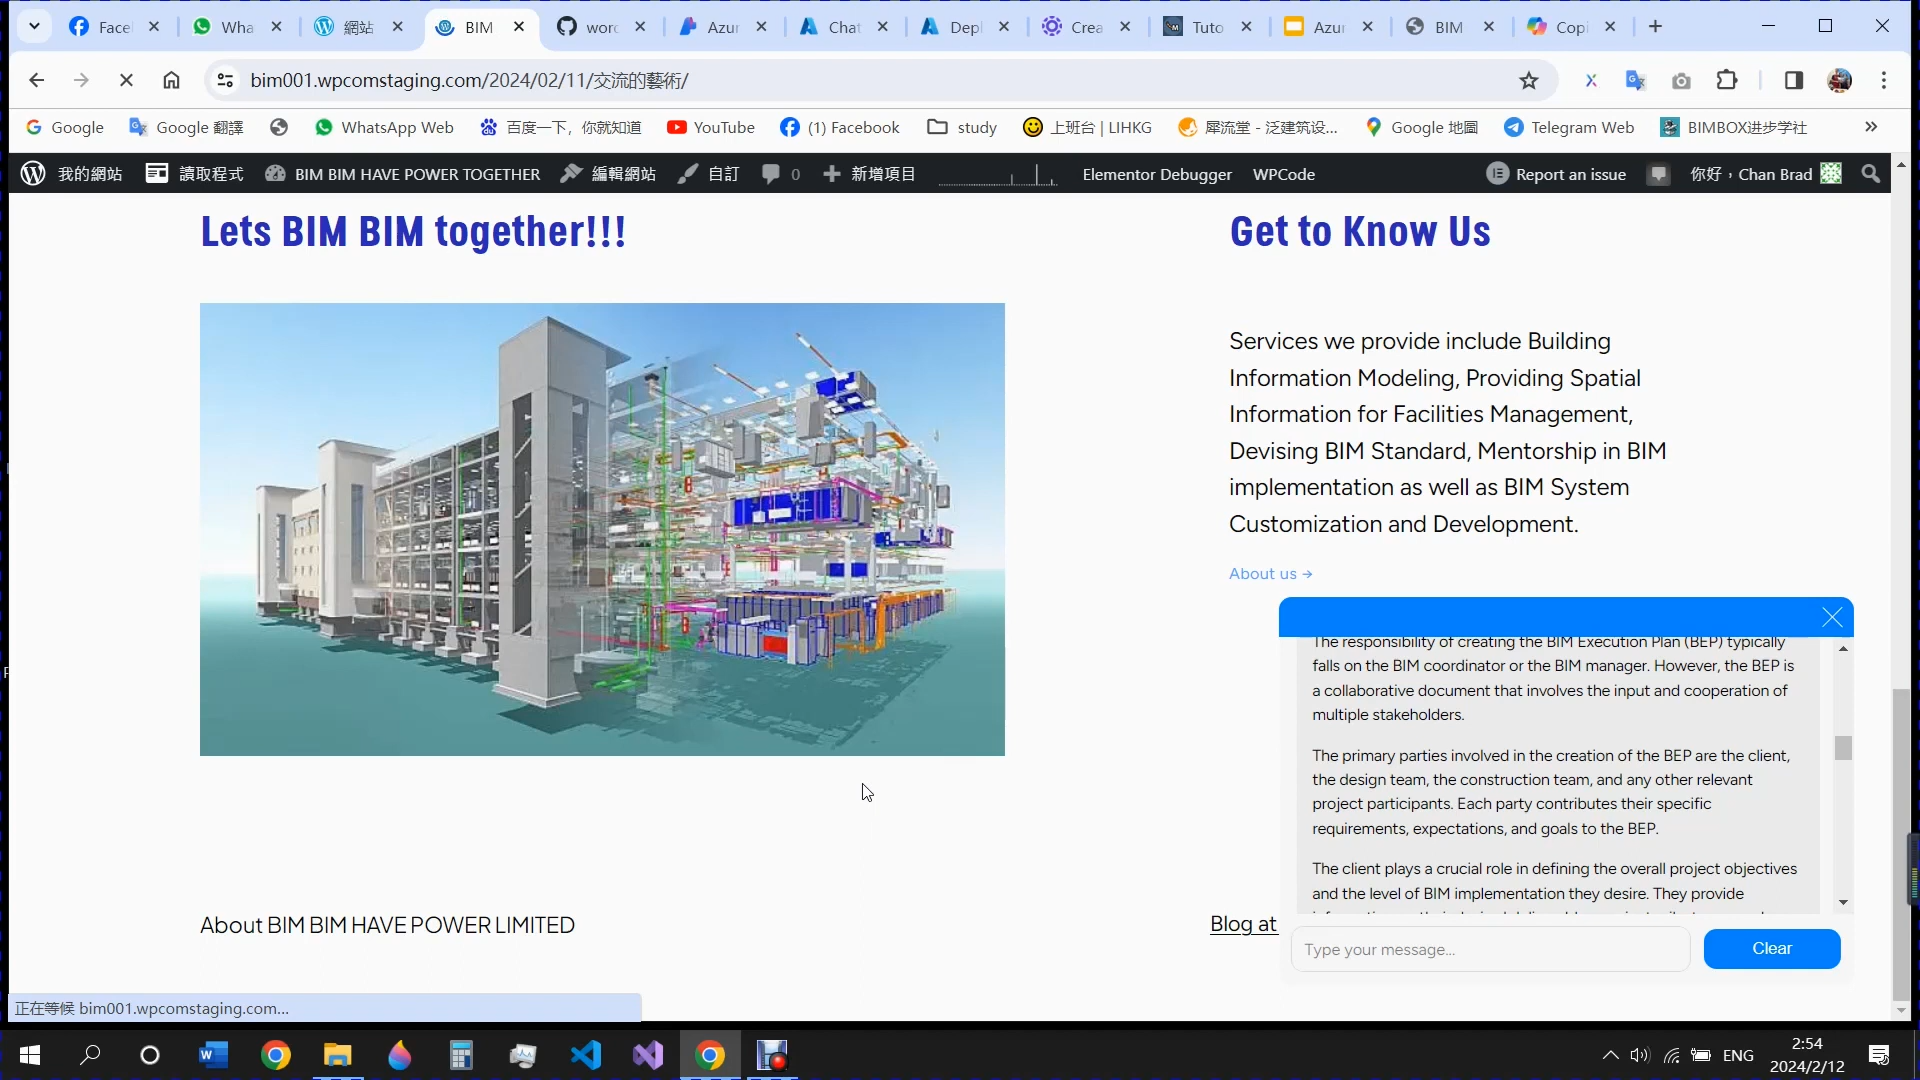 Face
Wha
網站
BIM
word
Azur
Chat
Depl
Crea
Tuto
Azur
BIM
Copi
bim001.wpcomstaging.com/2024/02/11/交流的藝術/
Google
Google 翻譯
WhatsApp Web
百度一下，你就知道
YouTube
(1) Facebook
study
上班台 | LIHKG
犀流堂 - 泛建筑设...
Google 地圖
Telegram Web
BIMBOX进步学社
我的網站
讀取程式
BIM BIM HAVE POWER TOGETHER
編輯網站
自訂
0
新增項目
Elementor Debugger
WPCode
Report an issue
你好，Chan Brad
Lets BIM BIM together!!!
Get to Know Us
Services we provide include Building
Information Modeling, Providing Spatial
Information for Facilities Management,
Devising BIM Standard, Mentorship in BIM
implementation as well as BIM System
Customization and Development.
About us →
The responsibility of creating the BIM Execution Plan (BEP) typically
falls on the BIM coordinator or the BIM manager. However, the BEP is
a collaborative document that involves the input and cooperation of
multiple stakeholders.
The primary parties involved in the creation of the BEP are the client,
the design team, the construction team, and any other relevant
project participants. Each party contributes their specific
requirements, expectations, and goals to the BEP.
The client plays a crucial role in defining the overall project objectives
and the level of BIM implementation they desire. They provide
About BIM BIM HAVE POWER LIMITED
Blog at
Type your message...
Clear
正在等候 bim001.wpcomstaging.com...
ENG
2:54
2024/2/12